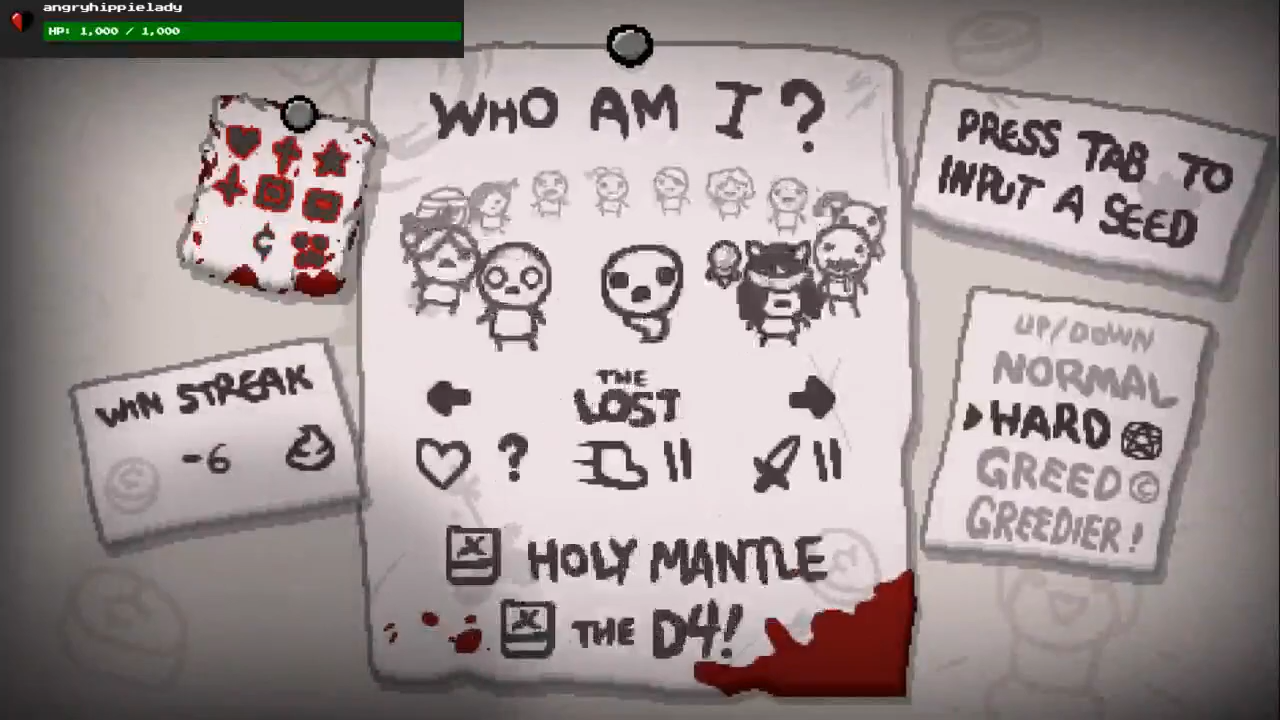 angryhippielady
HP: 1,000 / 1,000
WHO AM I?
PRESS TAB TO
INPUT A SEED
WIN STREAK
-6
UP/DOWN
NORMAL
HARD
GREED
GREEDIER!
THE
LOST
?
HOLY MANTLE
THE D4!